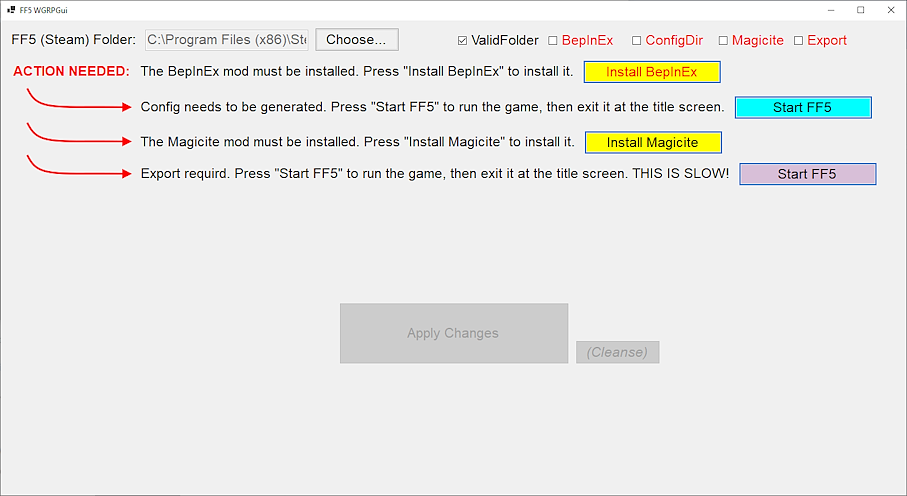 FF5 WGRPGui
FF5 (Steam) Folder: C:\Program Files (x86)\Ste Choose... ValidFolder BepInEx ConfigDir Magicite Export
ACTION NEEDED: The BepInEx mod must be installed. Press "Install BepInEx" to install it. Install BepInEx
Config needs to be generated. Press "Start FF5" to run the game, then exit it at the title screen. Start FF5
The Magicite mod must be installed. Press "Install Magicite" to install it. Install Magicite
Export requird. Press "Start FF5" to run the game, then exit it at the title screen. THIS IS SLOW! Start FF5
Apply Changes
(Cleanse)